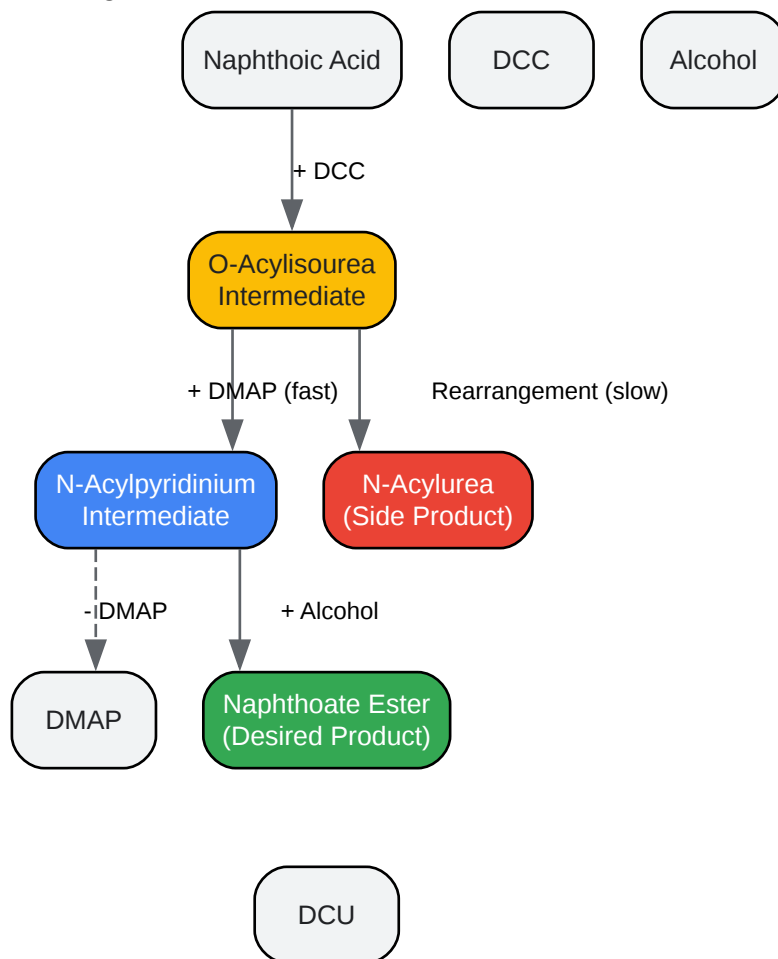 Naphthoic Acid
DCC
Alcohol
+ DCC
O-Acylisourea
Intermediate
+ DMAP (fast)
Rearrangement (slow)
N-Acylpyridinium
Intermediate
N-Acylurea
(Side Product)
- DMAP
+ Alcohol
DMAP
Naphthoate Ester
(Desired Product)
DCU